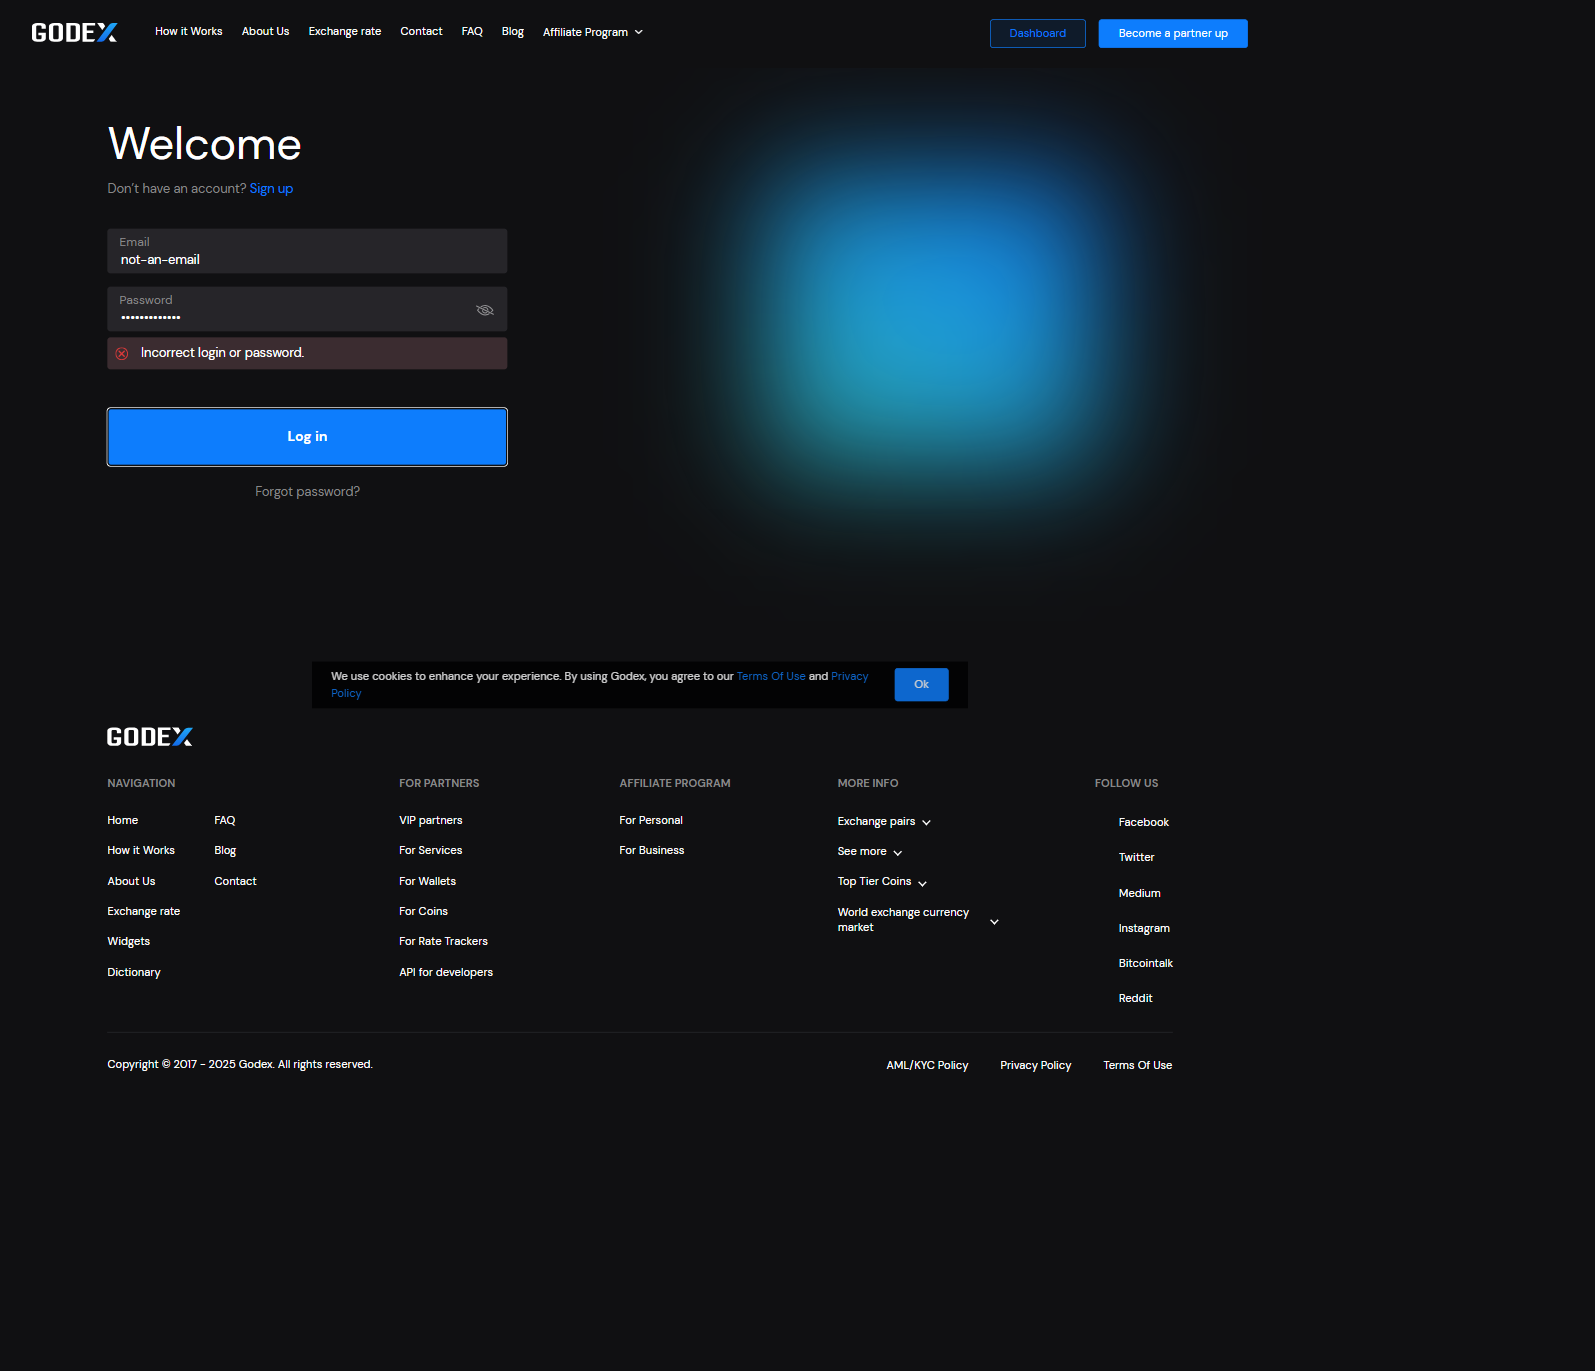 GODEX
How it Works
About Us
Exchange rate
Contact
FAQ
Blog
Affiliate Program
Dashboard
Become a partner up
Welcome
Don't have an account? Sign up
Email
not-an-email
Password
•••••••••••••
Incorrect login or password.
Log in
Forgot password?
We use cookies to enhance your experience. By using Godex, you agree to our Terms Of Use and Privacy
Policy
Ok
GODEX
NAVIGATION
Home
How it Works
About Us
Exchange rate
Widgets
Dictionary
FAQ
Blog
Contact
FOR PARTNERS
VIP partners
For Services
For Wallets
For Coins
For Rate Trackers
API for developers
AFFILIATE PROGRAM
For Personal
For Business
MORE INFO
Exchange pairs
See more
Top Tier Coins
World exchange currency
market
FOLLOW US
Facebook
Twitter
Medium
Instagram
Bitcointalk
Reddit
Copyright © 2017 - 2025 Godex. All rights reserved.
AML/KYC Policy
Privacy Policy
Terms Of Use